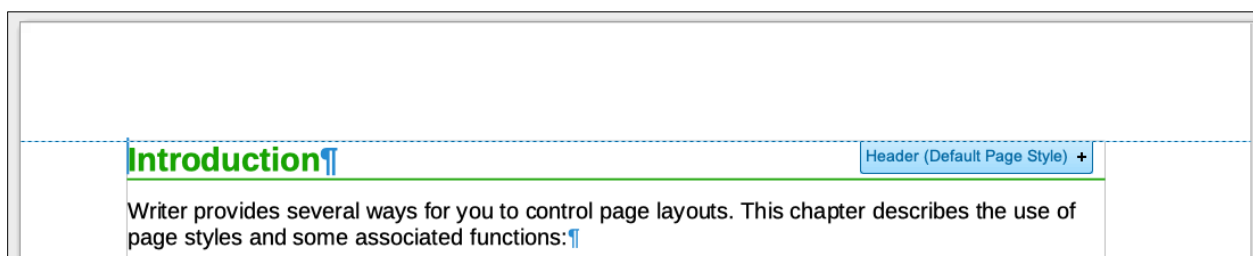 Introduction¶
Header (Default Page Style) +
Writer provides several ways for you to control page layouts. This chapter describes the use of
page styles and some associated functions:¶